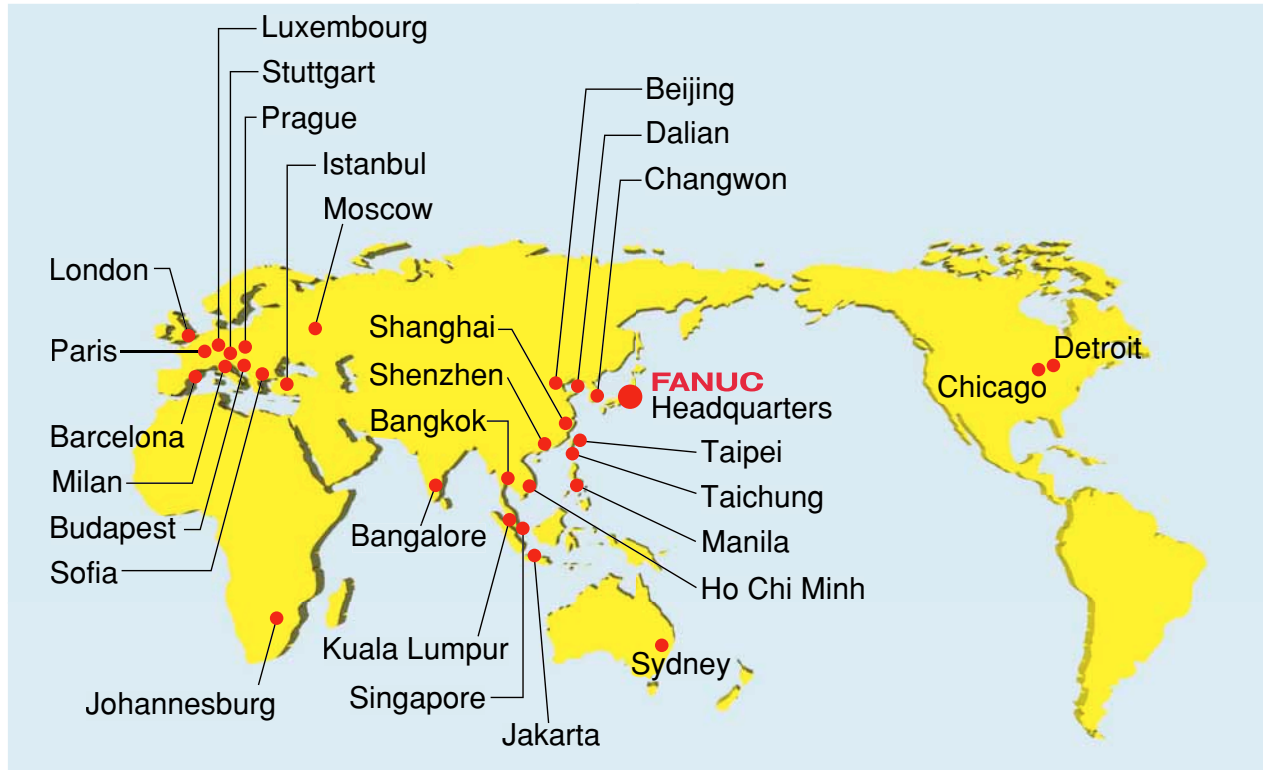 Luxembourg
Stuttgart
Prague
Istanbul
Moscow
London
Paris
Barcelona
Milan
Budapest
Sofia
Johannesburg
Beijing
Dalian
Changwon
Shanghai
Shenzhen
Bangkok
Bangalore
FANUC
Headquarters
Taipei
Taichung
Manila
Ho Chi Minh
Kuala Lumpur
Singapore
Jakarta
Sydney
Detroit
Chicago